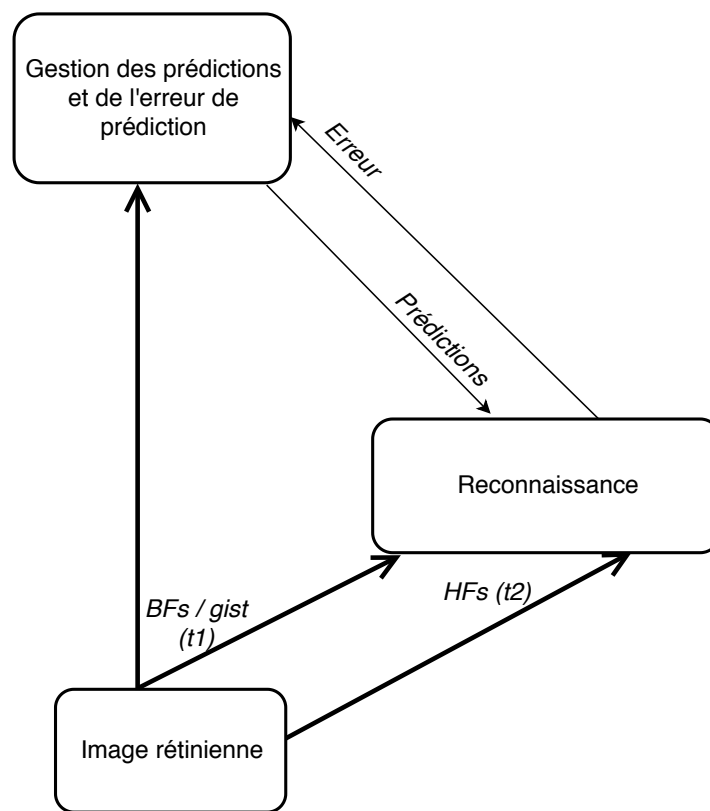 Gestion des prédictions
et de l'erreur de
prédiction
Erreur
Prédictions
Reconnaissance
BFs / gist
(t1)
HFs (t2)
Image rétinienne